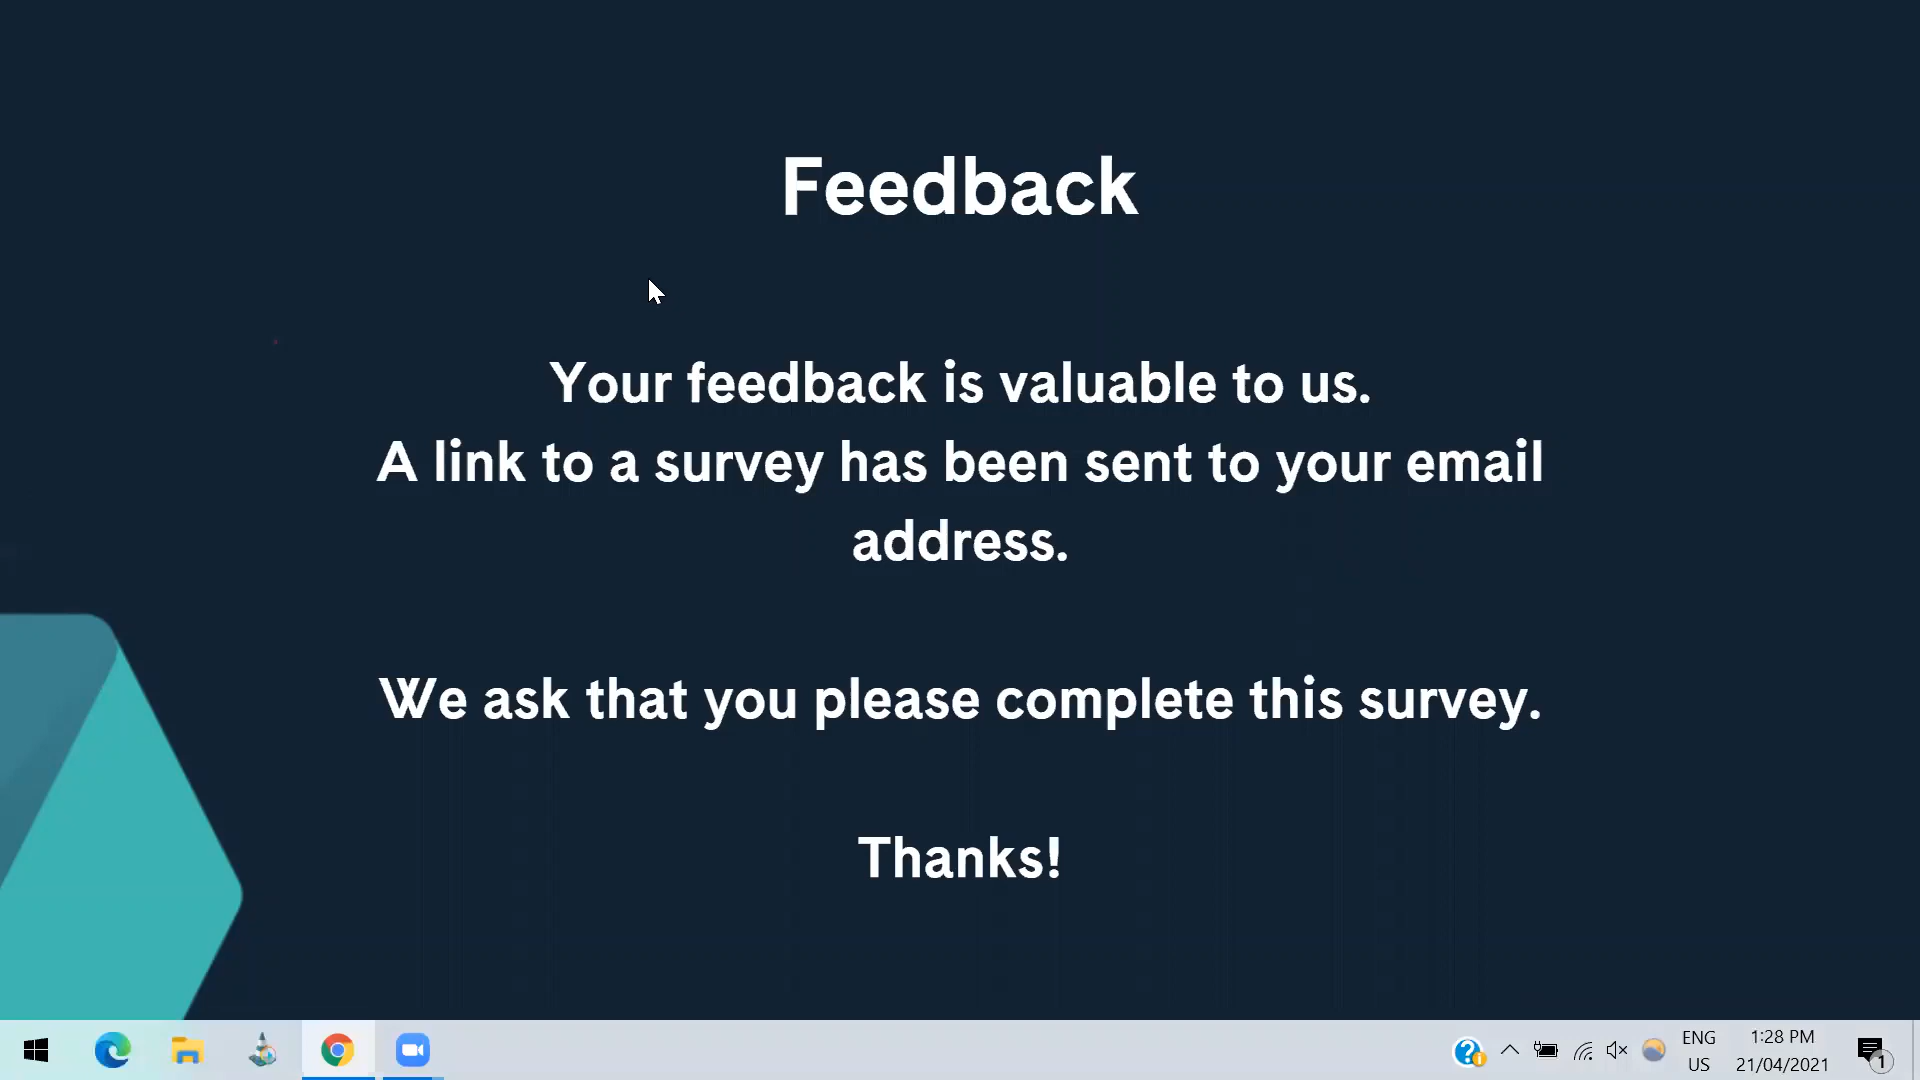 Feedback
Your feedback is valuable to us.
A link to a survey has been sent to your email
address.
We ask that you please complete this survey.
Thanks!
ENG
US
1:28 PM
21/04/2021
1